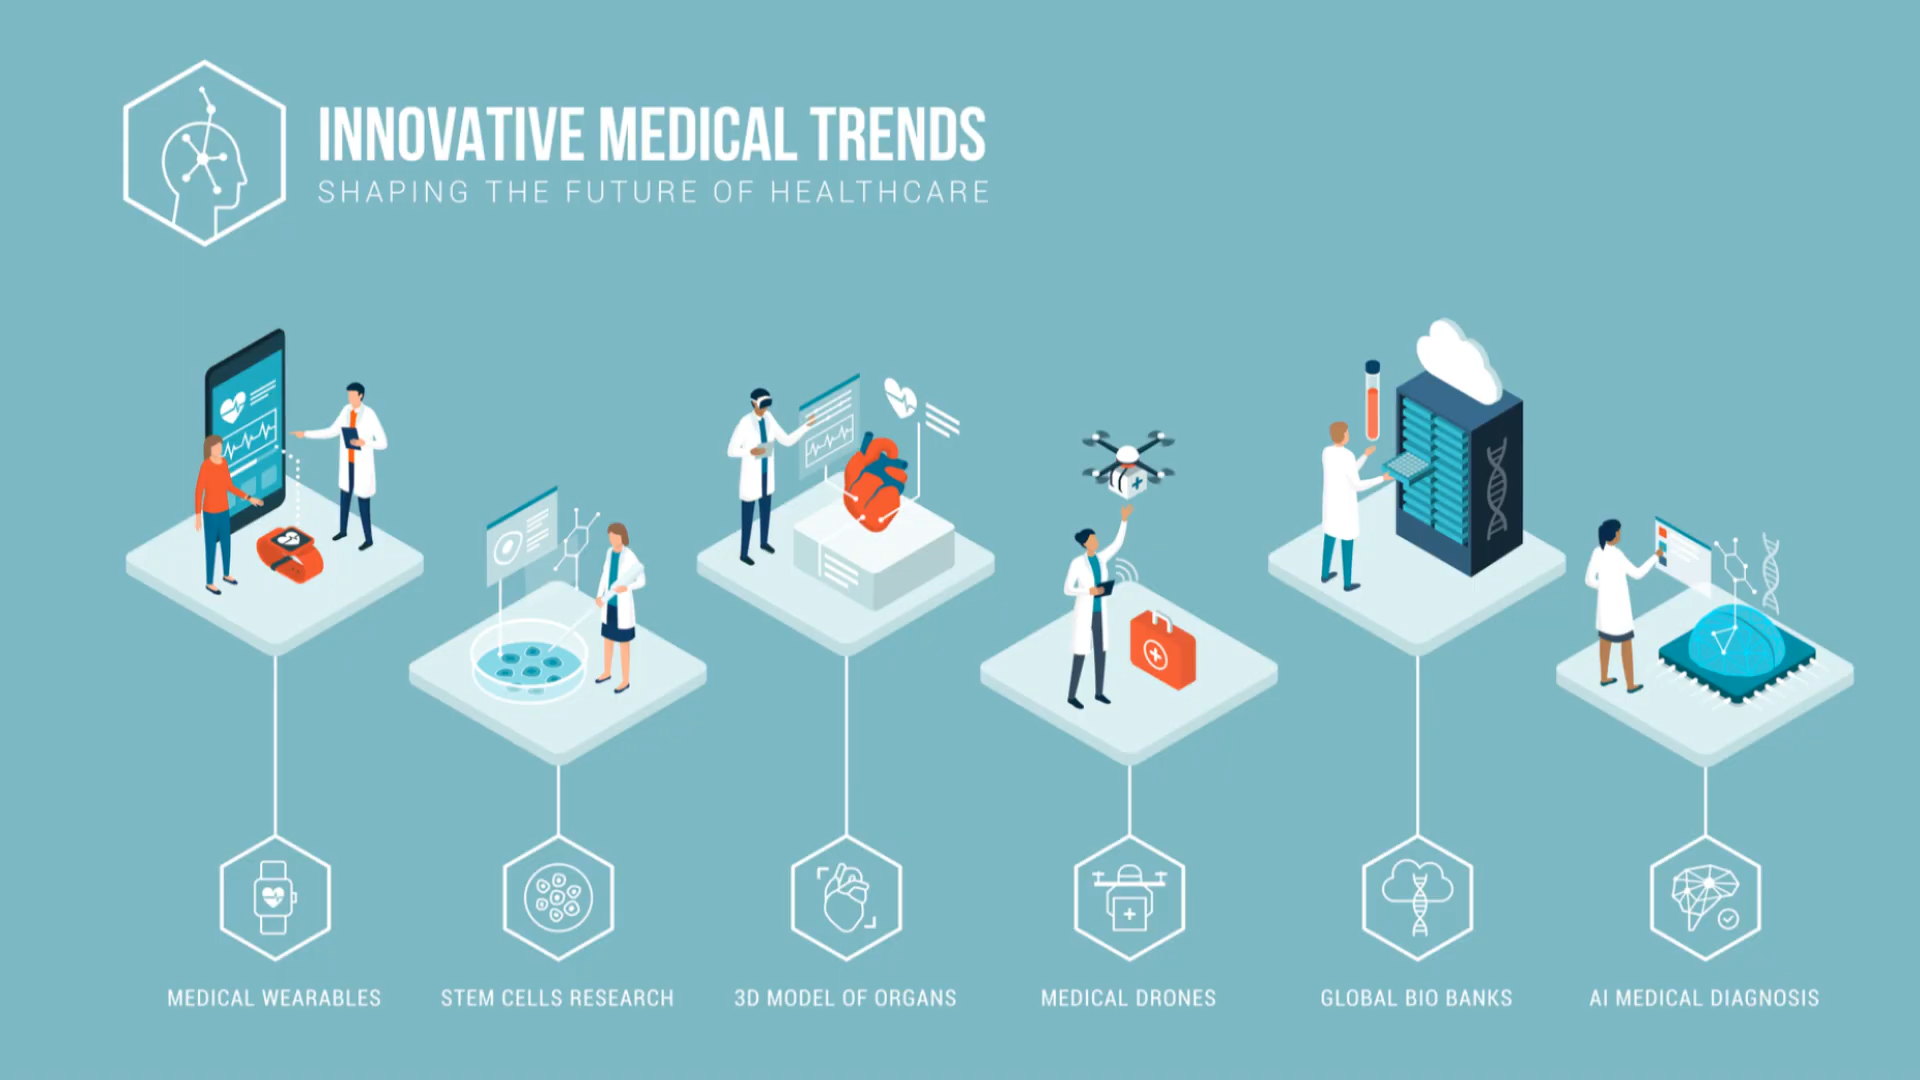 INNOVATIVE MEDICAL TRENDS
SHAPING THE FUTURE OF HEALTHCARE
MEDICAL WEARABLES
STEM CELLS RESEARCH
3D MODEL OF ORGANS
MEDICAL DRONES
GLOBAL BIO BANKS
AI MEDICAL DIAGNOSIS